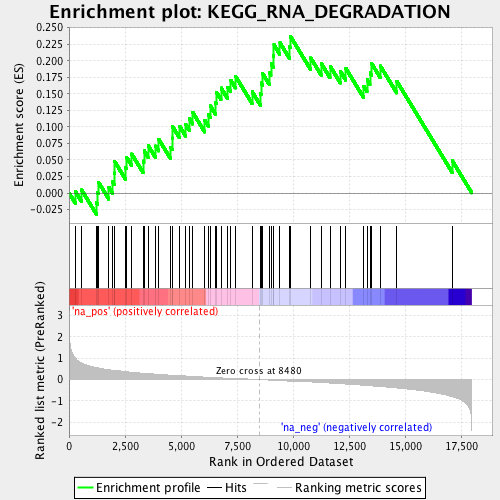 Enrichment plot: KEGG_RNA_DEGRADATION
Enrichment score (ES)
0.250
0.225
0.200
0.175
0.150
0.125
0.100
0.075
0.050
0.025
0.000
-0.025
'na_pos' (positively correlated)
Ranked list metric (PreRanked)
3
2
1
0
-1
-2
Zero cross at 8480
'na_neg' (negatively correlated)
0
2,500
5,000
7,500
10,000
12,500
15,000
17,500
Rank in Ordered Dataset
Enrichment profile
Hits
Ranking metric scores